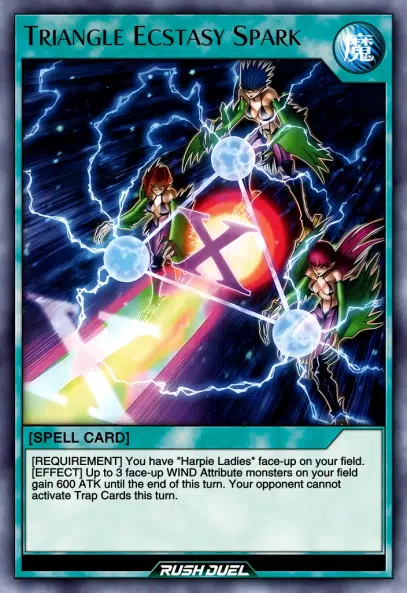 TRIANGLE ECSTASY SPARK
魔
X
X
[SPELL CARD]
[REQUIREMENT] You have "Harpie Ladies" face-up on your field.
[EFFECT] Up to 3 face-up WIND Attribute monsters on your field
gain 600 ATK until the end of this turn. Your opponent cannot
activate Trap Cards this turn.
RUSH DUEL